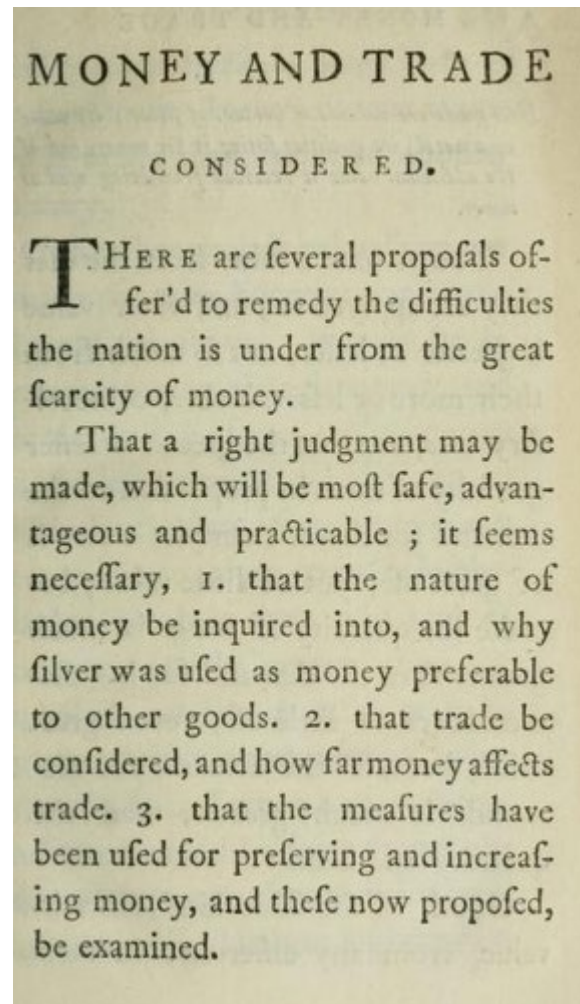 MONEY AND TRADE
CONSIDERED.
THERE are ſeveral propoſals of-
fer'd to remedy the difficulties
the nation is under from the great
ſcarcity of money.
That a right judgment may be
made, which will be moſt ſafe, advan-
tageous and practicable ; it ſeems
neceſſary, 1. that the nature of
money be inquired into, and why
ſilver was uſed as money preferable
to other goods. 2. that trade be
conſidered, and how far money affects
trade. 3. that the meaſures have
been uſed for preſerving and increaſ-
ing money, and theſe now propoſed,
be examined.